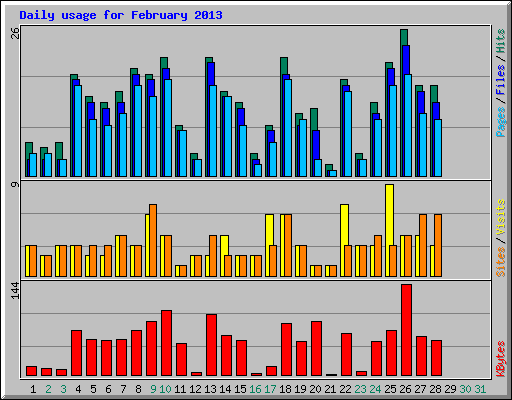 Daily usage for February 2013
26
Pages / Files / Hits
9
Sites / Visits
144
KBytes
1 2 3 4 5 6 7 8 9 10 11 12 13 14 15 16 17 18 19 20 21 22 23 24 25 26 27 28 29 30 31